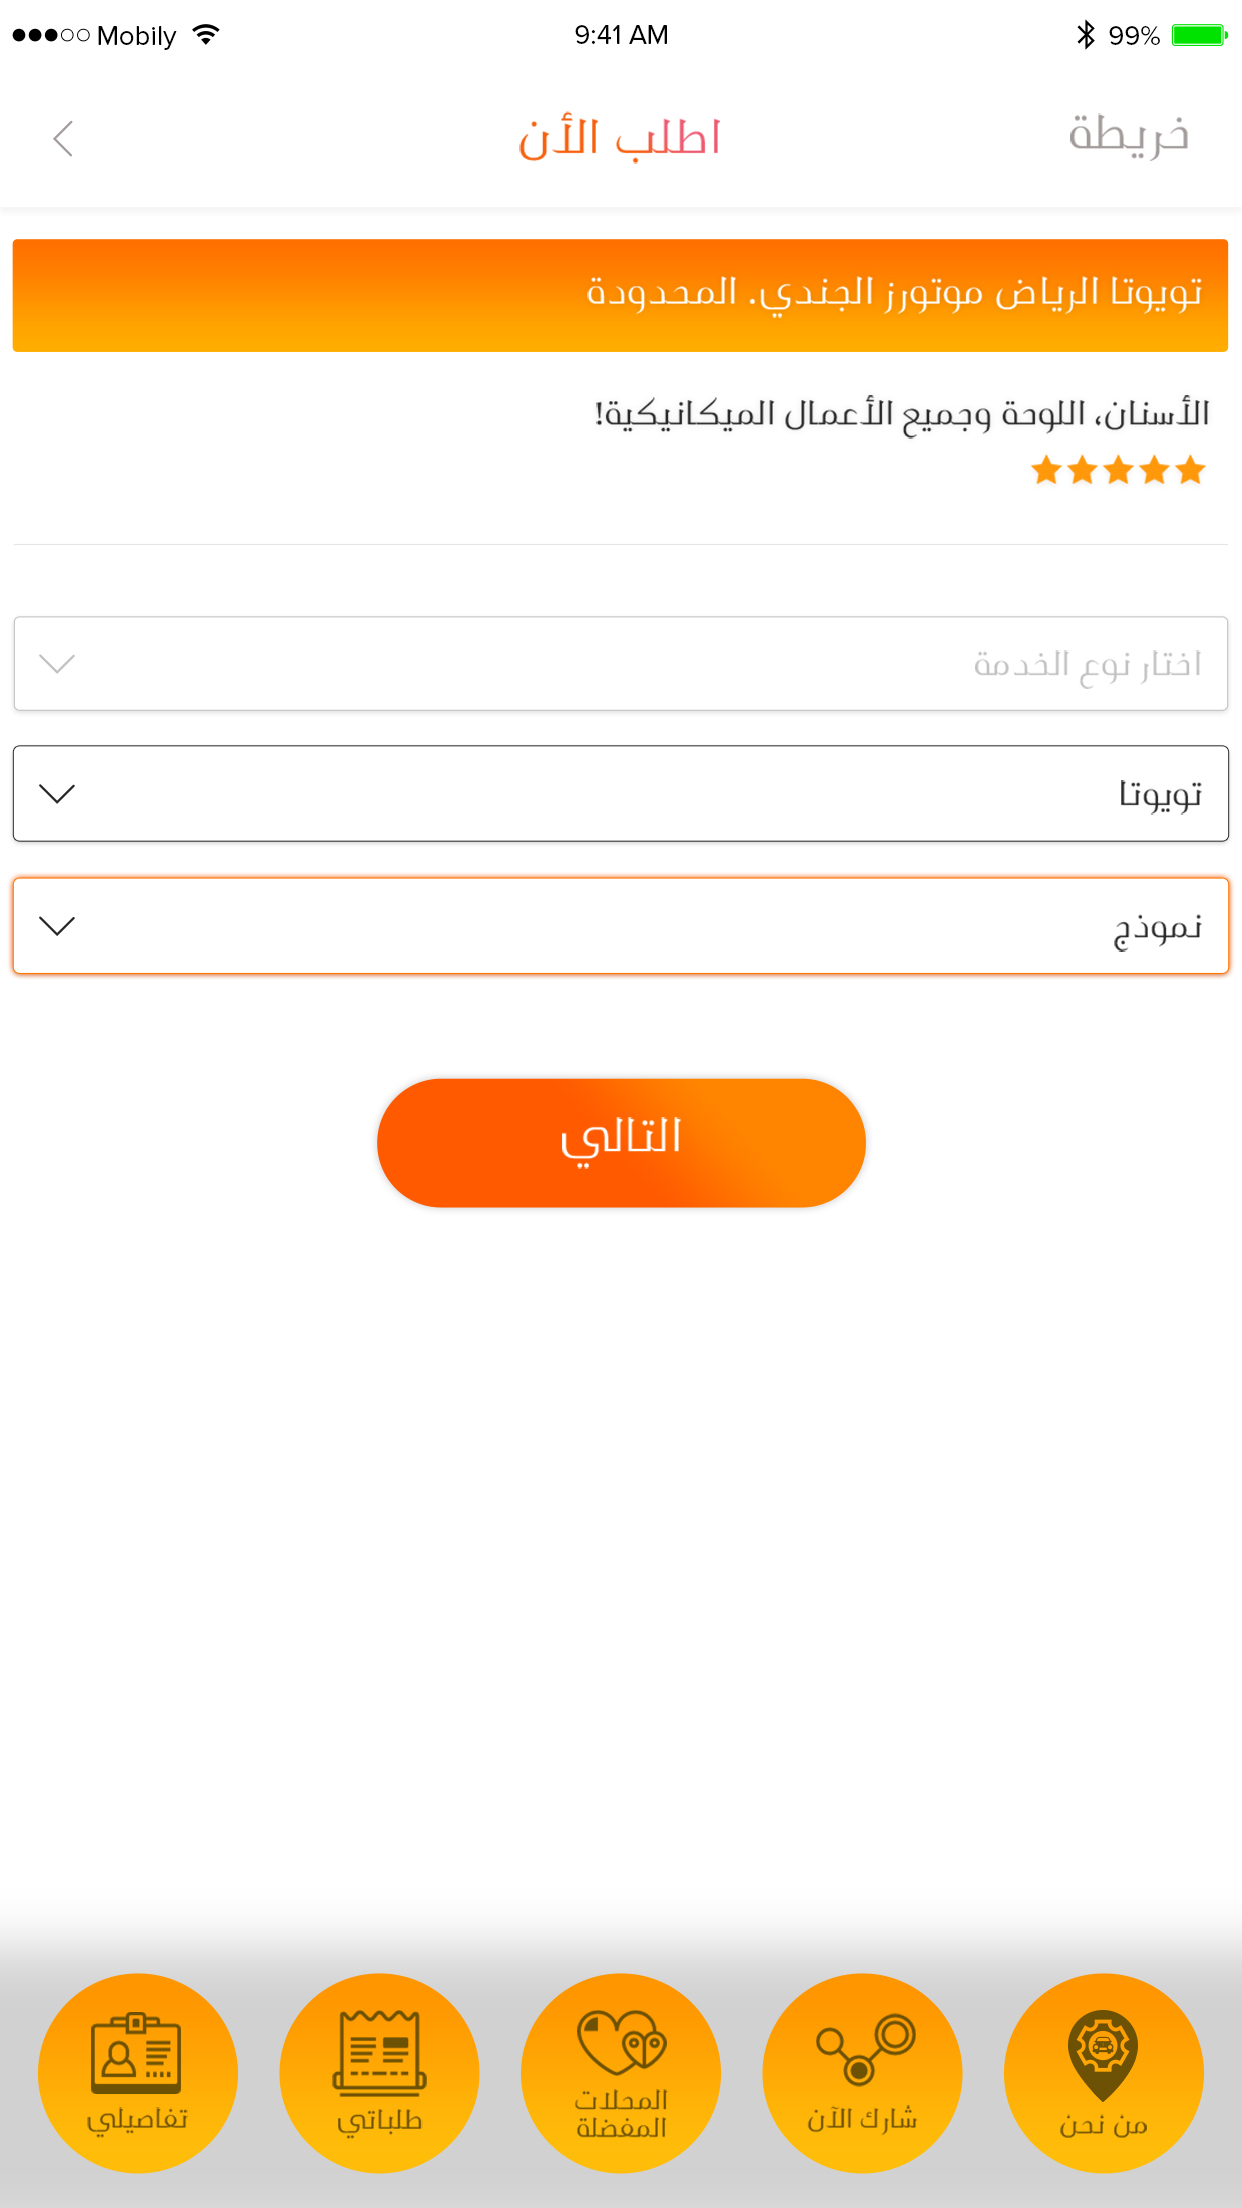 Mobily
9:41 AM
99%
خريطة
اطلب الأن
تويوتا الرياض موتورز الجندي. المحدودة
الأسنان، اللوحة وجميع الأعمال الميكانيكية!
اختار نوع الخدمة
تويوتا
نموذج
التالي
من نحن
شارك الآن
المحلات
المفضلة
طلباتي
تفاصيلي